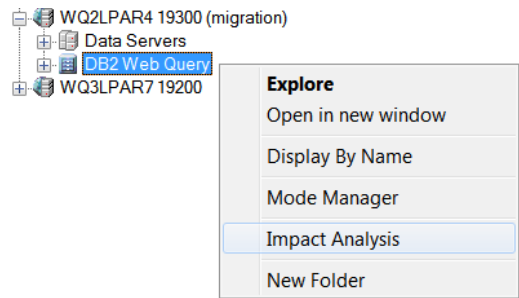 WQ2LPAR4 19300 (migration)
Data Servers
DB2 Web Query
WQ3LPAR7 19200
Explore
Open in new window
Display By Name
Mode Manager
Impact Analysis
New Folder